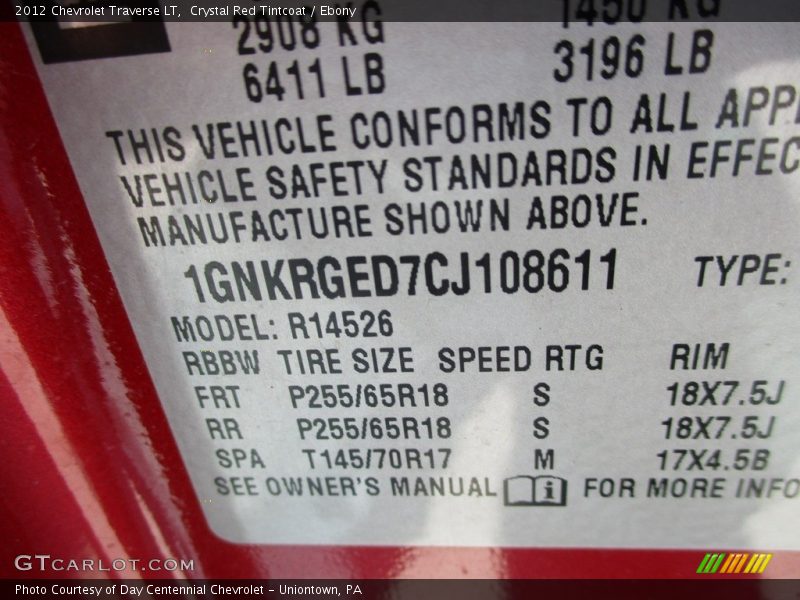 2012 Chevrolet Traverse LT, Crystal Red Tintcoat / Ebony
2908 KG 1450 KG
6411 LB 3196 LB
THIS VEHICLE CONFORMS TO ALL APPL
VEHICLE SAFETY STANDARDS IN EFFEC
MANUFACTURE SHOWN ABOVE.
1GNKRGED7CJ108611 TYPE:
MODEL: R14526
RBBW TIRE SIZE SPEED RTG RIM
FRT P255/65R18 S 18X7.5J
RR P255/65R18 S 18X7.5J
SPA T145/70R17 M 17X4.5B
SEE OWNER'S MANUAL FOR MORE INFO
GTCARLOT.COM
Photo Courtesy of Day Centennial Chevrolet - Uniontown, PA